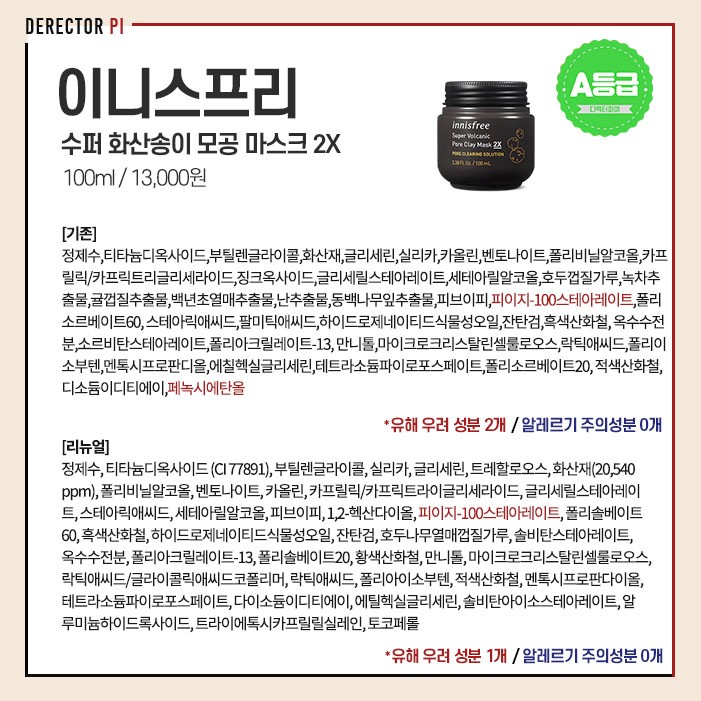 DERECTOR PI
이니스프리
수퍼 화산송이 모공 마스크 2X
100ml / 13,000원
A등급
디렉터파이
innisfree
Super Volcanic
Pore Clay Mask 2X
PORE CLEARING SOLUTION
3.38 Fl. Oz. / 100 mL
[기존]
정제수,티타늄디옥사이드,부틸렌글라이콜,화산재,글리세린,실리카,카올린,벤토나이트,폴리비닐알코올,카프
릴릭/카프릭트리글리세라이드,징크옥사이드,글리세릴스테아레이트,세테아릴알코올,호두껍질가루,녹차추
출물,귤껍질추출물,백년초열매추출물,난추출물,동백나무잎추출물,피브이피,피이지-100스테아레이트,폴리
소르베이트60, 스테아릭애씨드,팔미틱애씨드,하이드로제네이티드식물성오일,잔탄검,흑색산화철, 옥수수전
분,소르비탄스테아레이트,폴리아크릴레이트-13, 만니톨,마이크로크리스탈린셀룰로오스,락틱애씨드,폴리이
소부텐,멘톡시프로판디올,에칠헥실글리세린,테트라소듐파이로포스페이트,폴리소르베이트20, 적색산화철,
디소듐이디티에이,페녹시에탄올
*유해 우려 성분 2개 / 알레르기 주의성분 0개
[리뉴얼]
정제수, 티타늄디옥사이드 (CI 77891), 부틸렌글라이콜, 실리카, 글리세린, 트레할로오스, 화산재(20,540
ppm), 폴리비닐알코올, 벤토나이트, 카올린, 카프릴릭/카프릭트라이글리세라이드, 글리세릴스테아레이
트, 스테아릭애씨드, 세테아릴알코올, 피브이피, 1,2-헥산다이올, 피이지-100스테아레이트, 폴리솔베이트
60, 흑색산화철, 하이드로제네이티드식물성오일, 잔탄검, 호두나무열매껍질가루, 솔비탄스테아레이트,
옥수수전분, 폴리아크릴레이트-13, 폴리솔베이트20, 황색산화철, 만니톨, 마이크로크리스탈린셀룰로오스,
락틱애씨드/글라이콜릭애씨드코폴리머, 락틱애씨드, 폴리아이소부텐, 적색산화철, 멘톡시프로판다이올,
테트라소듐파이로포스페이트, 다이소듐이디티에이, 에틸헥실글리세린, 솔비탄아이소스테아레이트, 알
루미늄하이드록사이드, 트라이에톡시카프릴릴실레인, 토코페롤
*유해 우려 성분 1개 / 알레르기 주의성분 0개